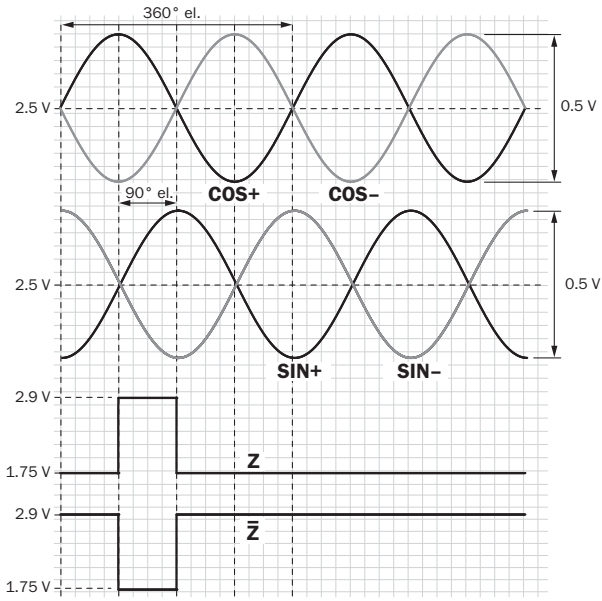 360° el.
2.5 V
0.5 V
90° el.
COS+
COS–
2.5 V
0.5 V
SIN+
SIN–
2.9 V
Z
1.75 V
2.9 V
Z̅
1.75 V